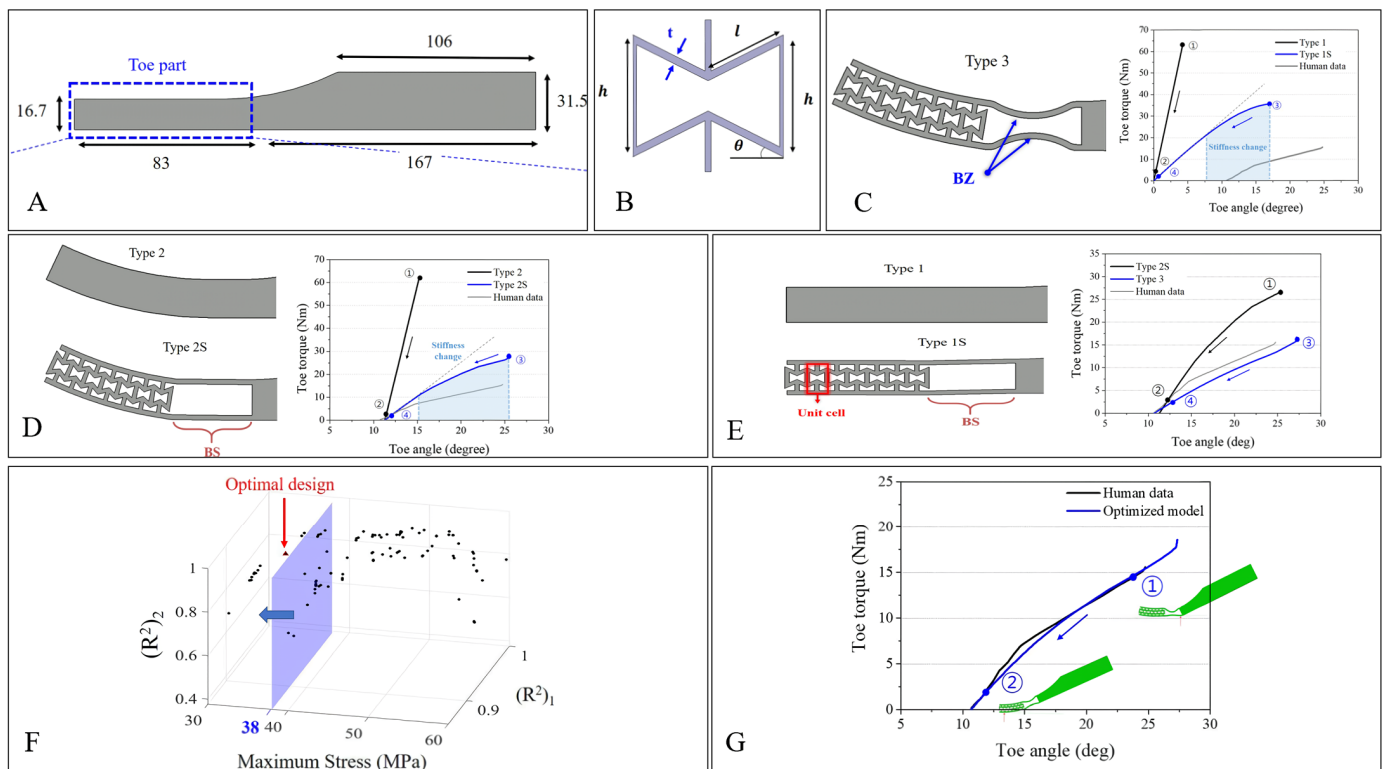 Toe part
106
16.7
31.5
83
167
A
t
l
h
h
θ
B
Type 3
BZ
C
Toe torque (Nm)
70
60
50
40
30
20
10
0
①
②
③
④
Type 1
Type 1S
Human data
Stiffness change
0 5 10 15 20 25 30
Toe angle (degree)
Type 2
Type 2S
BS
D
Toe torque (Nm)
70
60
50
40
30
20
10
0
①
②
③
④
Type 2
Type 2S
Human data
Stiffness
change
5 10 15 20 25 30
Toe angle (degree)
Type 1
Type 1S
Unit cell
BS
E
Toe torque (Nm)
35
30
25
20
15
10
5
0
Type 2S
Type 3
Human data
①
②
③
④
5 10 15 20 25 30
Toe angle (deg)
Optimal design
(R²)₂
1
0.8
0.6
0.4
30 38 40 50 60
Maximum Stress (MPa)
1
0.9
(R²)₁
F
Toe torque (Nm)
25
20
15
10
5
0
Human data
Optimized model
①
②
5 10 15 20 25 30
Toe angle (deg)
G